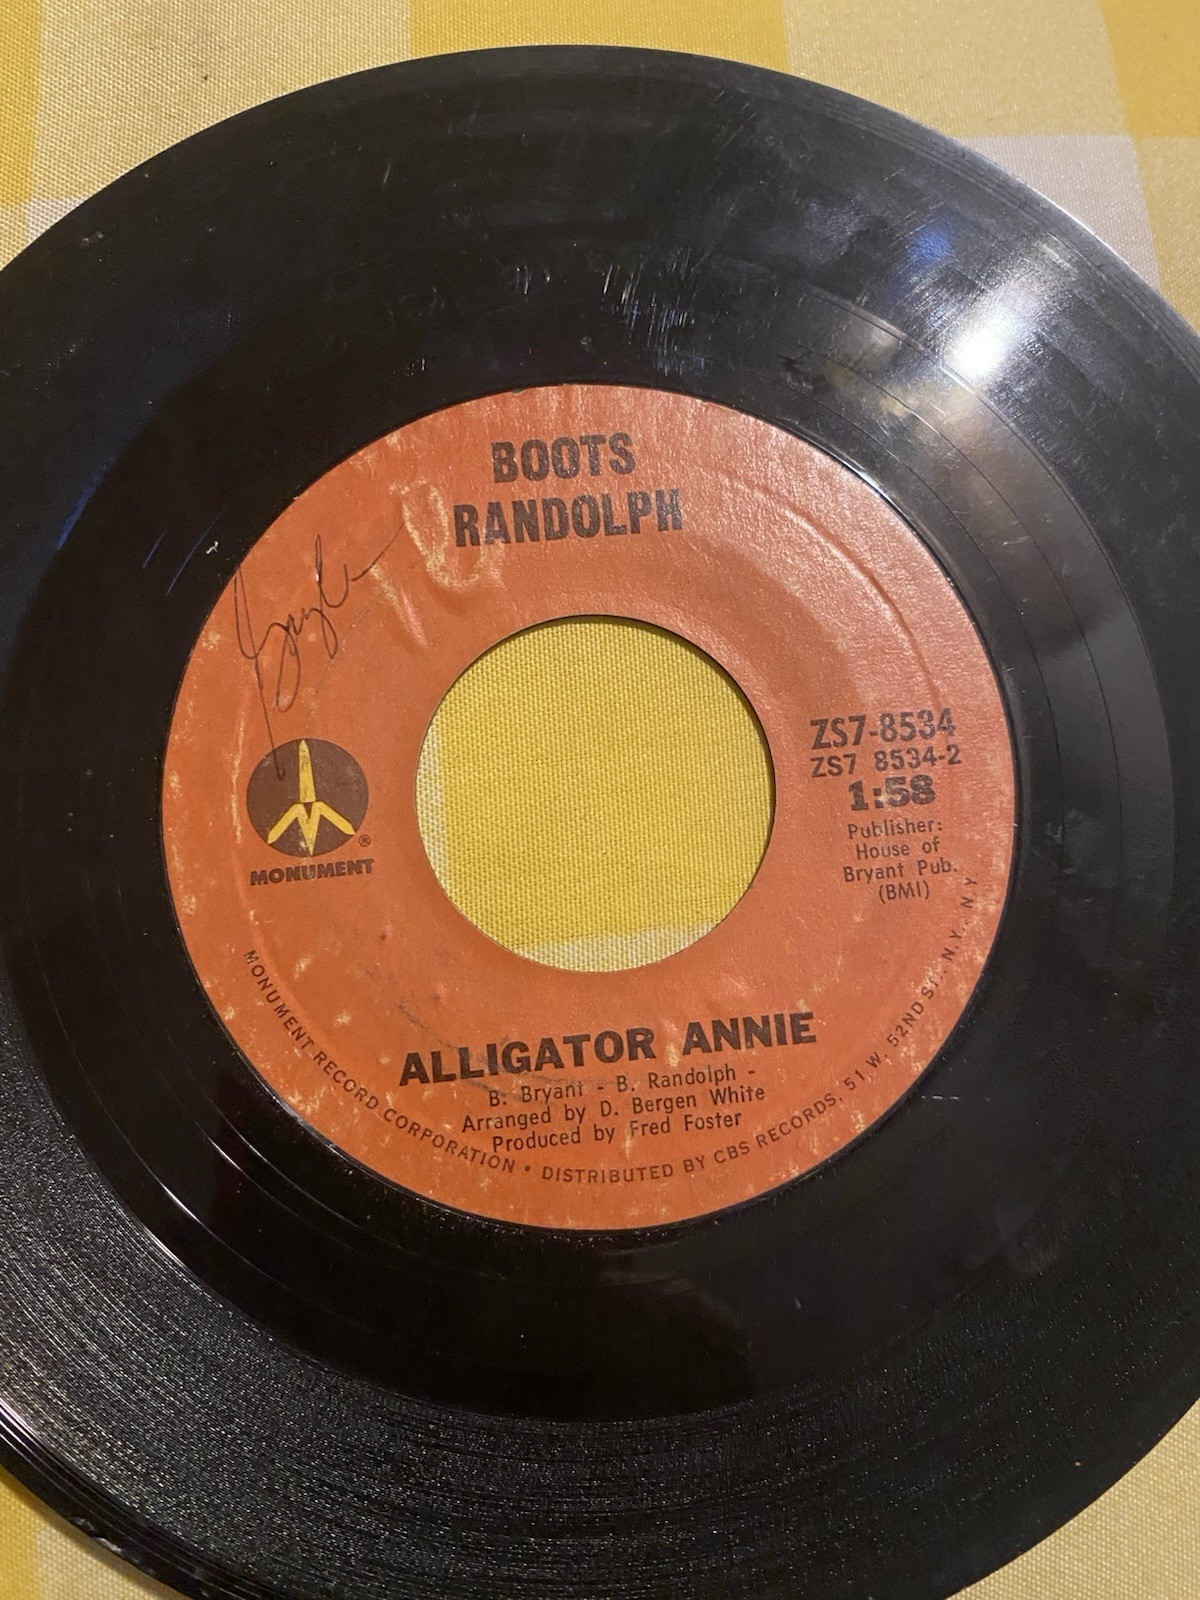 BOOTS
RANDOLPH
MONUMENT
®
ZS7-8534
ZS7 8534-2
1:58
Publisher:
House of
Bryant Pub.
(BMI)
ALLIGATOR ANNIE
B. Bryant - B. Randolph -
Arranged by D. Bergen White
Produced by Fred Foster
MONUMENT RECORD CORPORATION • DISTRIBUTED BY CBS RECORDS, 51 W. 52ND ST., N.Y., N.Y